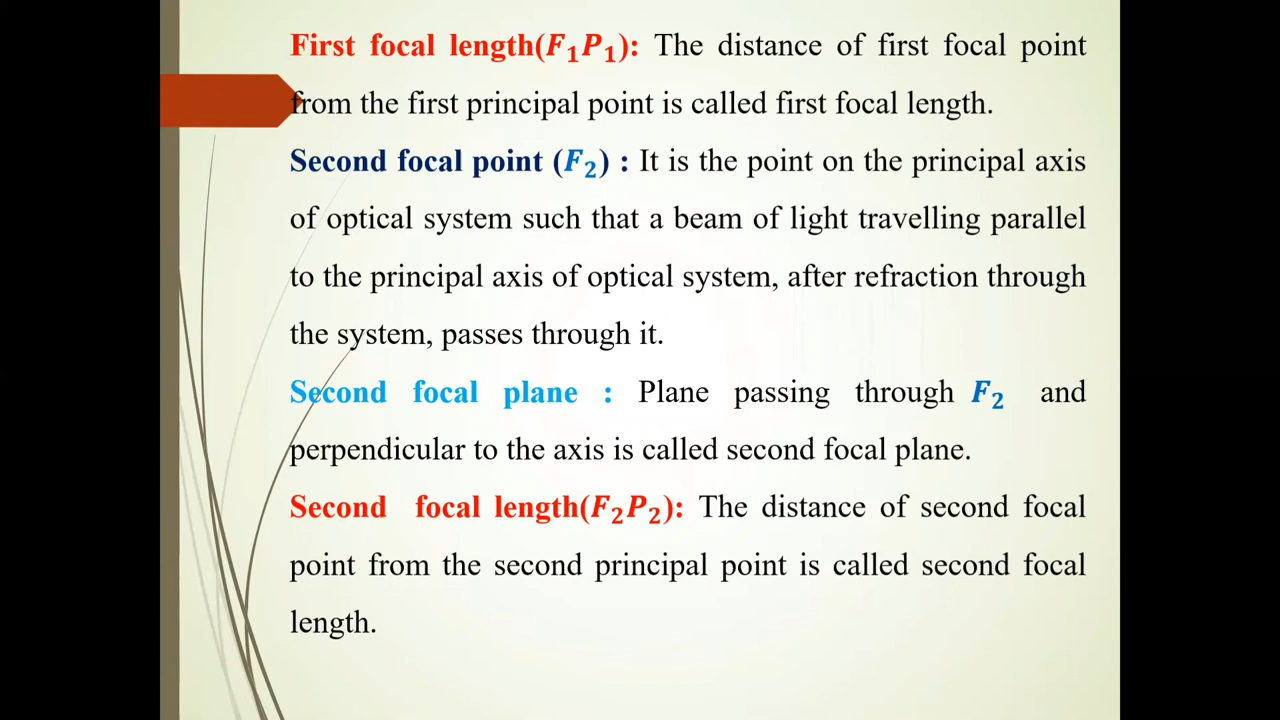 First focal length(F₁P₁): The distance of first focal point
from the first principal point is called first focal length.
Second focal point (F₂) : It is the point on the principal axis
of optical system such that a beam of light travelling parallel
to the principal axis of optical system, after refraction through
the system, passes through it.
Second focal plane : Plane passing through F₂ and
perpendicular to the axis is called second focal plane.
Second focal length(F₂P₂): The distance of second focal
point from the second principal point is called second focal
length.